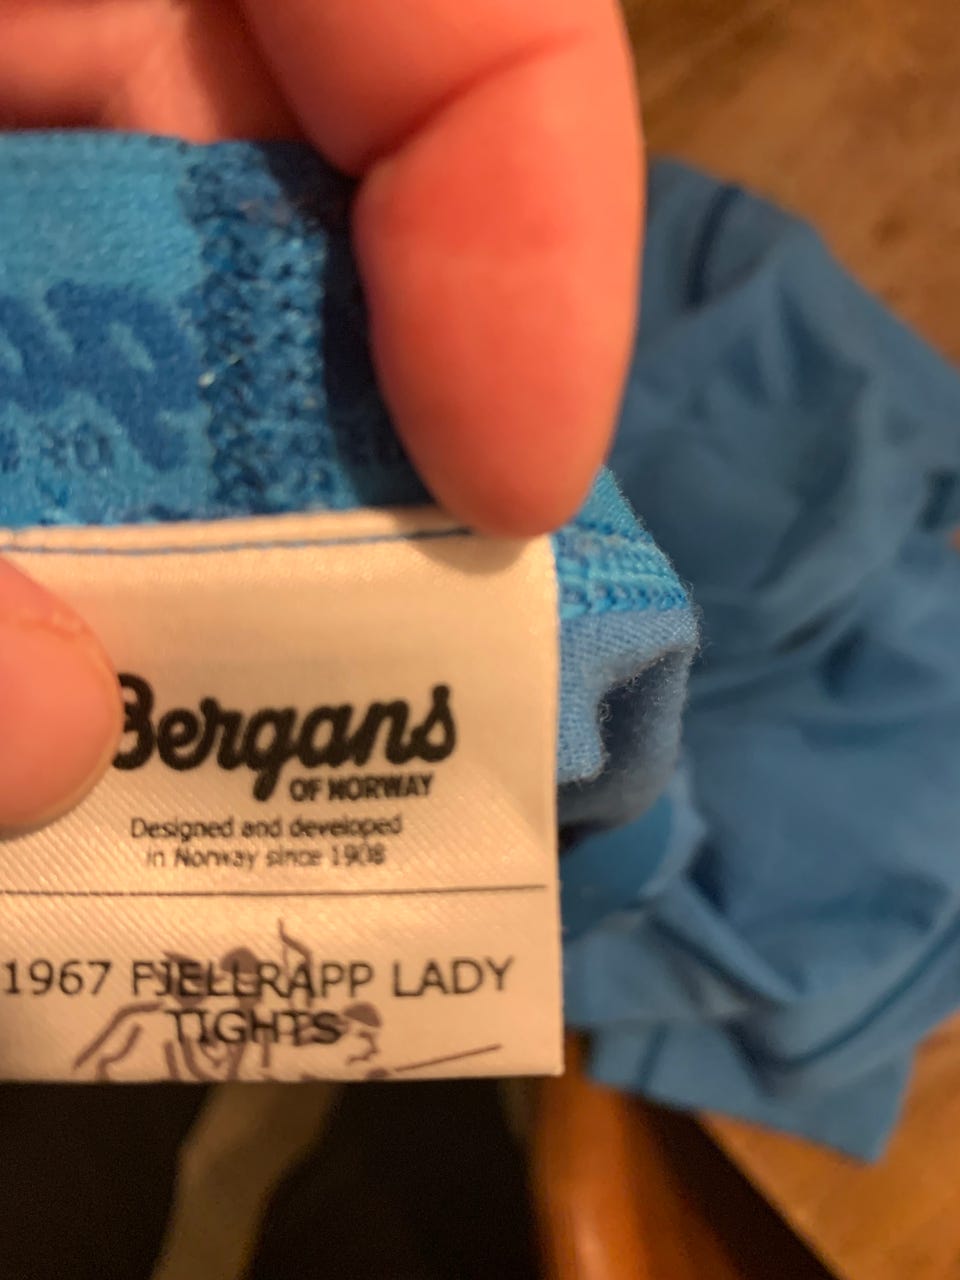 Bergans
OF NORWAY
Designed and developed
in Norway since 1908
1967 FJELLRAPP LADY
TIGHTS